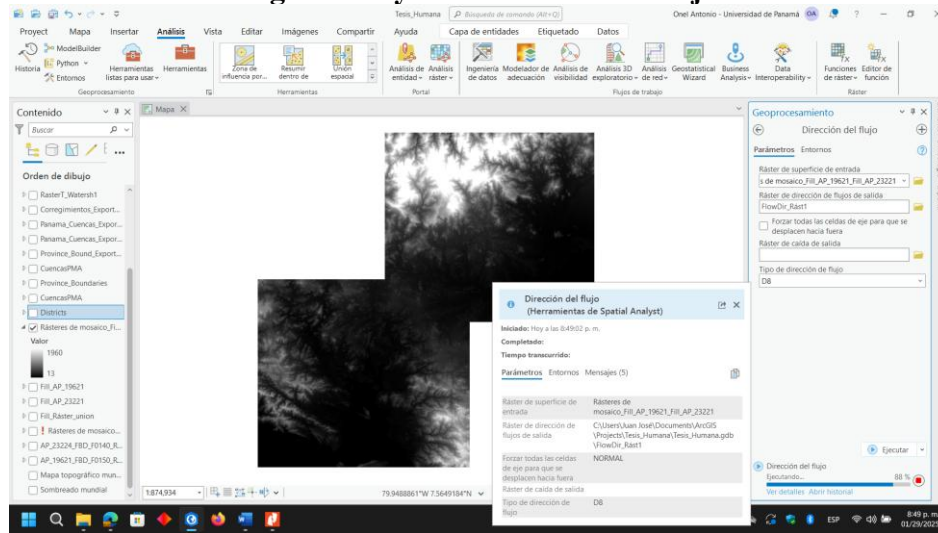 Tesis_Humana
Búsqueda de comando (Alt+Q)
Onel Antonio - Universidad de Panamá
OA
Proyecto Mapa Insertar Análisis Vista Editar Imágenes Compartir Ayuda Capa de entidades Etiquetado Datos
Historia
ModelBuilder
Python
Entornos
Herramientas listas para usar
Herramientas
Zona de influencia por...
Resumir dentro de
Unión espacial
Análisis de entidad
Análisis ráster
Ingeniería de datos
Modelador de adecuación
Análisis de visibilidad
Análisis 3D exploratorio
Análisis de red
Geostatistical Wizard
Business Analysis
Data Interoperability
Funciones de ráster
Editor de función
Geoprocesamiento
Herramientas
Portal
Flujos de trabajo
Ráster
Contenido
Buscar
Orden de dibujo
RasterT_Watersh1
Corregimientos_Export...
Panama_Cuencas_Expor...
Panama_Cuencas_Expor...
Province_Bound_Export...
CuencasPMA
Province_Boundaries
CuencasPMA
Districts
Rásteres de mosaico_Fi...
Valor
1960
13
Fill_AP_19621
Fill_AP_23221
Fill_Ráster_union
Rásteres de mosaico...
AP_23224_FBD_F0140_R...
AP_19621_FBD_F0150_R...
Mapa topográfico mun...
Sombreado mundial
Mapa
1:874,934
79.9488861°W 7.5649184°N
Dirección del flujo
(Herramientas de Spatial Analyst)
Iniciado: Hoy a las 8:49:02 p. m.
Completado:
Tiempo transcurrido:
Parámetros Entornos Mensajes (5)
Ráster de superficie de entrada
Rásteres de mosaico_Fill_AP_19621_Fill_AP_23221
Ráster de dirección de flujos de salida
C:\Users\Juan José\Documents\ArcGIS
\Projects\Tesis_Humana\Tesis_Humana.gdb
\FlowDir_Rást1
Forzar todas las celdas de eje para que se desplacen hacia fuera
NORMAL
Ráster de caída de salida
Tipo de dirección de flujo
D8
Geoprocesamiento
Dirección del flujo
Parámetros Entornos
Ráster de superficie de entrada
s de mosaico_Fill_AP_19621_Fill_AP_23221
Ráster de dirección de flujos de salida
FlowDir_Rást1
Forzar todas las celdas de eje para que se
desplacen hacia fuera
Ráster de caída de salida
Tipo de dirección de flujo
D8
Ejecutar
Dirección del flujo
Ejecutando...
88 %
Ver detalles Abrir historial
ESP
8:49 p. m.